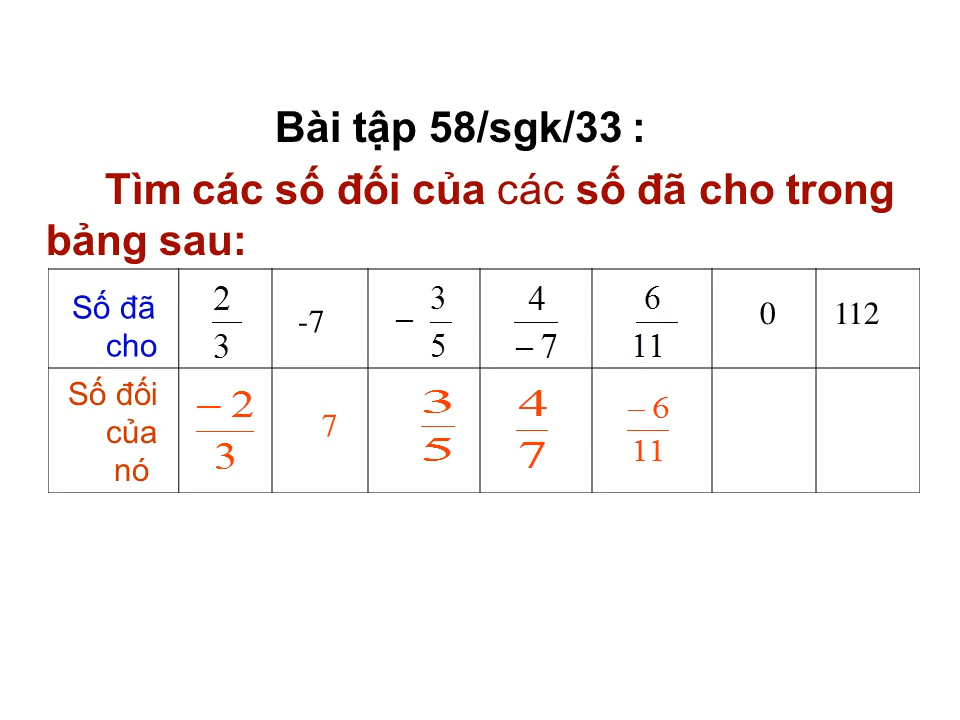 Bài tập 58/sgk/33 :
Tìm các số đối của các số đã cho trong
bảng sau:
Số đã
cho
2/3
-7
– 3/5
4/– 7
6/11
0
112
Số đối
của
nó
– 2/3
7
3/5
4/7
– 6/11